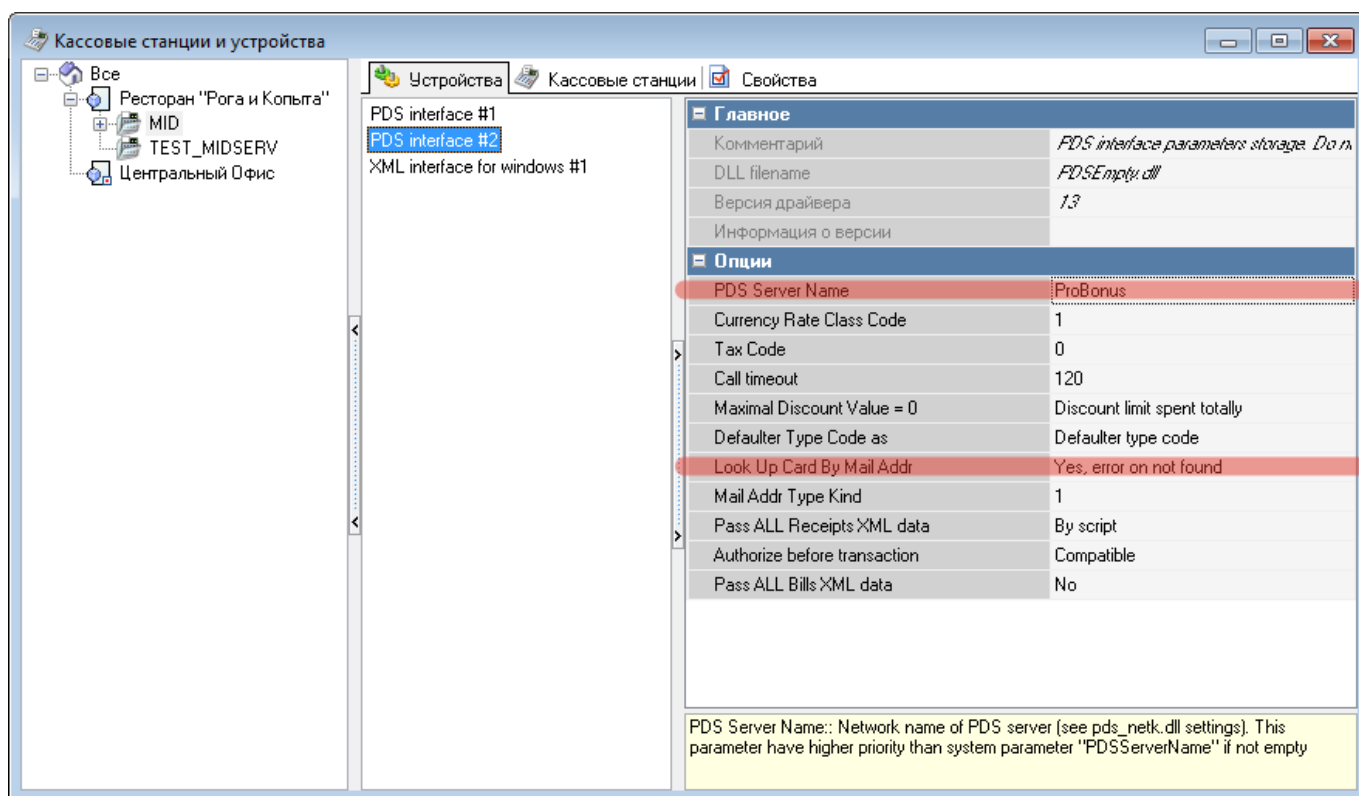 Кассовые станции и устройства
Все
Ресторан "Рога и Копыта"
MID
TEST_MIDSERV
Центральный Офис
Устройства Кассовые станции Свойства
PDS interface #1
PDS interface #2
XML interface for windows #1
Главное
Комментарий PDS interface parameters storage. Do n
DLL filename PDSEmpty.dll
Версия драйвера 13
Информация о версии
Опции
PDS Server Name ProBonus
Currency Rate Class Code 1
Tax Code 0
Call timeout 120
Maximal Discount Value = 0 Discount limit spent totally
Defaulter Type Code as Defaulter type code
Look Up Card By Mail Addr Yes, error on not found
Mail Addr Type Kind 1
Pass ALL Receipts XML data By script
Authorize before transaction Compatible
Pass ALL Bills XML data No
PDS Server Name:: Network name of PDS server (see pds_netk.dll settings). This
parameter have higher priority than system parameter "PDSServerName" if not empty